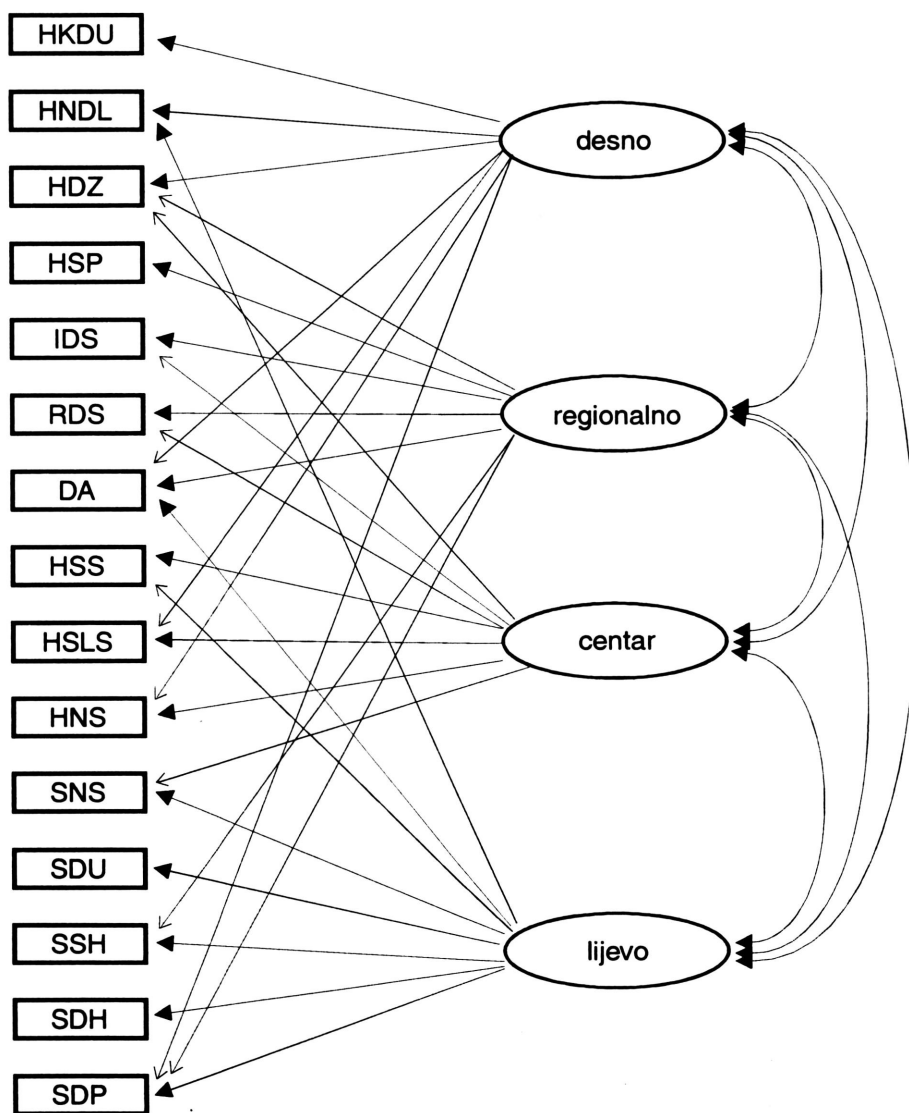 HKDU
HNDL
HDZ
HSP
IDS
RDS
DA
HSS
HSLS
HNS
SNS
SDU
SSH
SDH
SDP
desno
regionalno
centar
lijevo